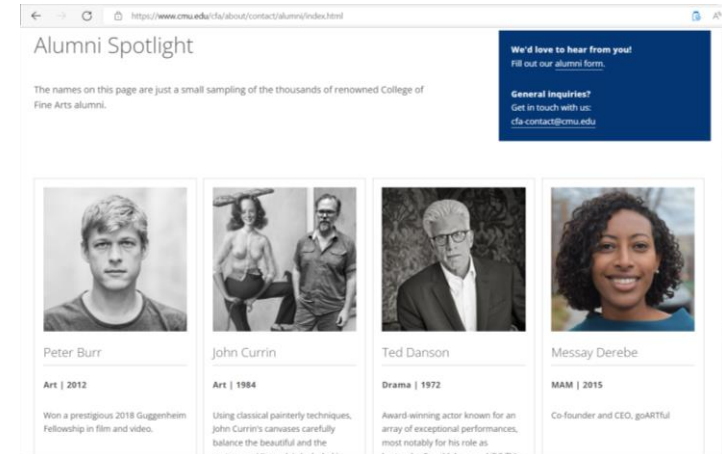 https://www.cmu.edu/cfa/about/contact/alumni/index.html
Alumni Spotlight
The names on this page are just a small sampling of the thousands of renowned College of
Fine Arts alumni.
We'd love to hear from you!
Fill out our alumni form.
General inquiries?
Get in touch with us:
cfa-contact@cmu.edu
Peter Burr
Art | 2012
Won a prestigious 2018 Guggenheim
Fellowship in film and video.
John Currin
Art | 1984
Using classical painterly techniques,
John Currin's canvases carefully
balance the beautiful and the
Ted Danson
Drama | 1972
Award-winning actor known for an
array of exceptional performances,
most notably for his role as
Messay Derebe
MAM | 2015
Co-founder and CEO, goARTful